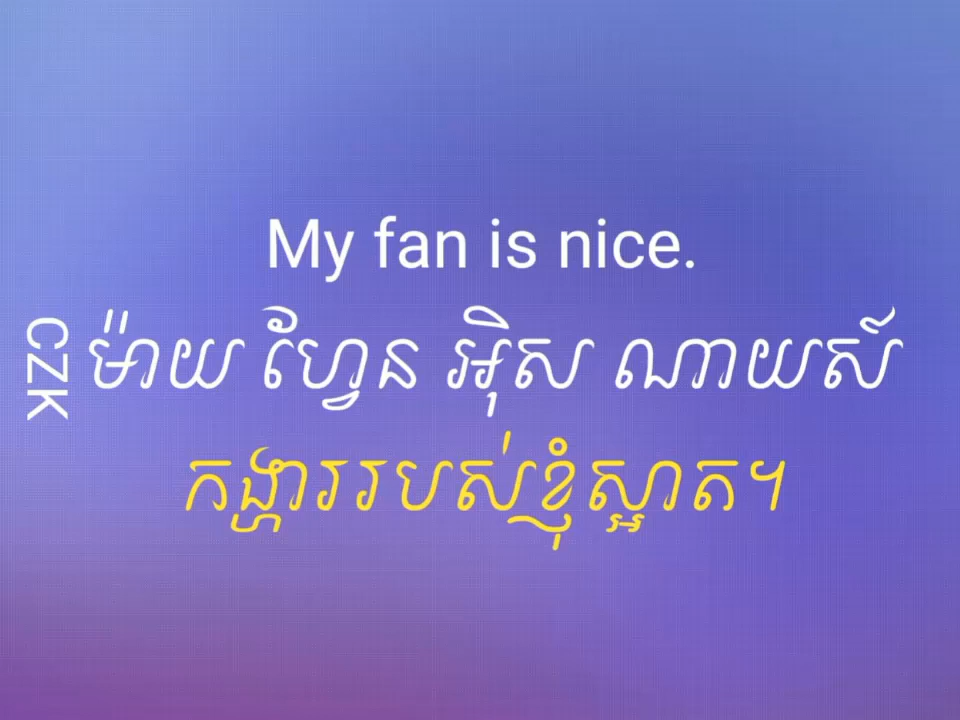 My fan is nice.
CZK
ម៉ាយ ហ្វែន អ៊ិស ណាយស៍
កង្ហាររបស់ខ្ញុំស្អាត។